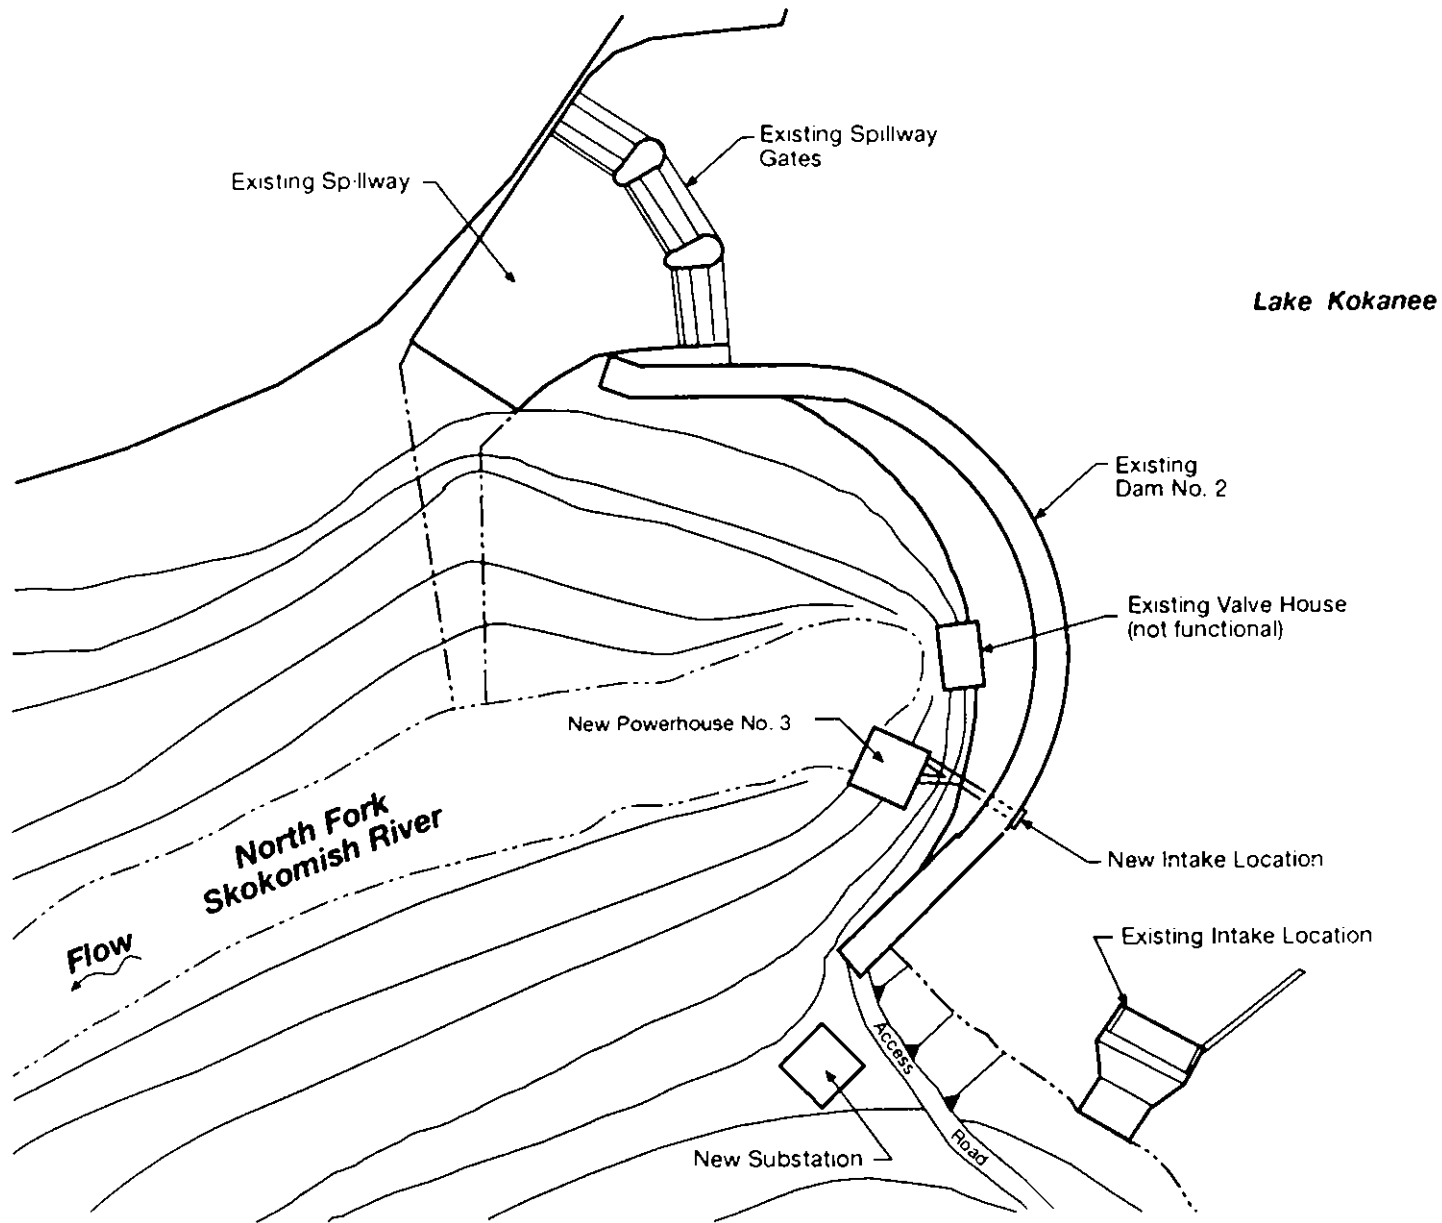 Existing Spillway
Gates
Existing Spillway
Lake Kokanee
Existing
Dam No. 2
Existing Valve House
(not functional)
New Powerhouse No. 3
North Fork
Skokomish River
New Intake Location
Flow
Existing Intake Location
Access
Road
New Substation